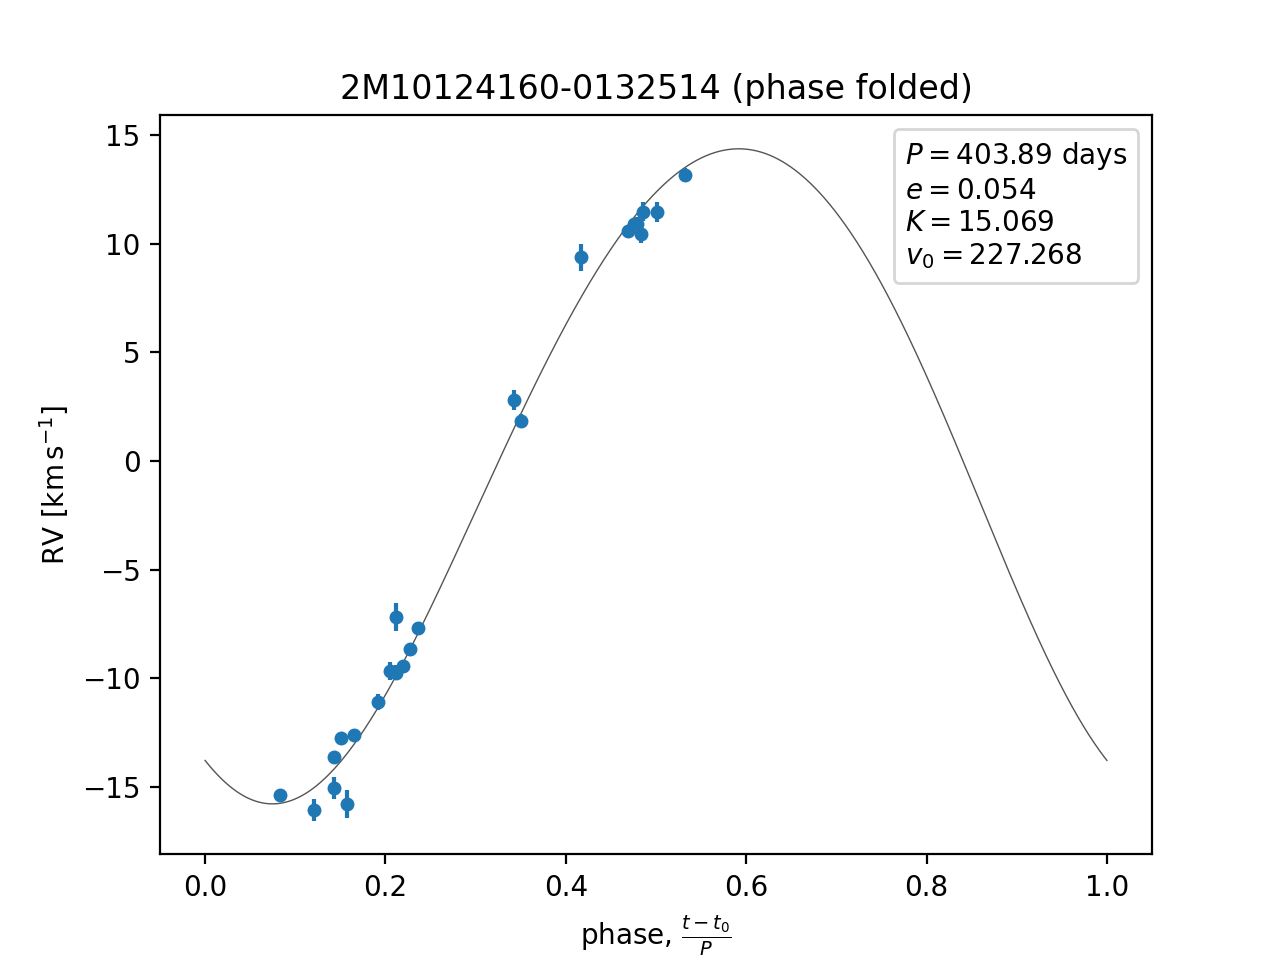 2M10124160-0132514 (phase folded)
P = 403.89 days
e = 0.054
K = 15.069
v₀ = 227.268
15
10
5
0
−5
−10
−15
RV [km s⁻¹]
0.0 0.2 0.4 0.6 0.8 1.0
phase, (t − t₀)/P